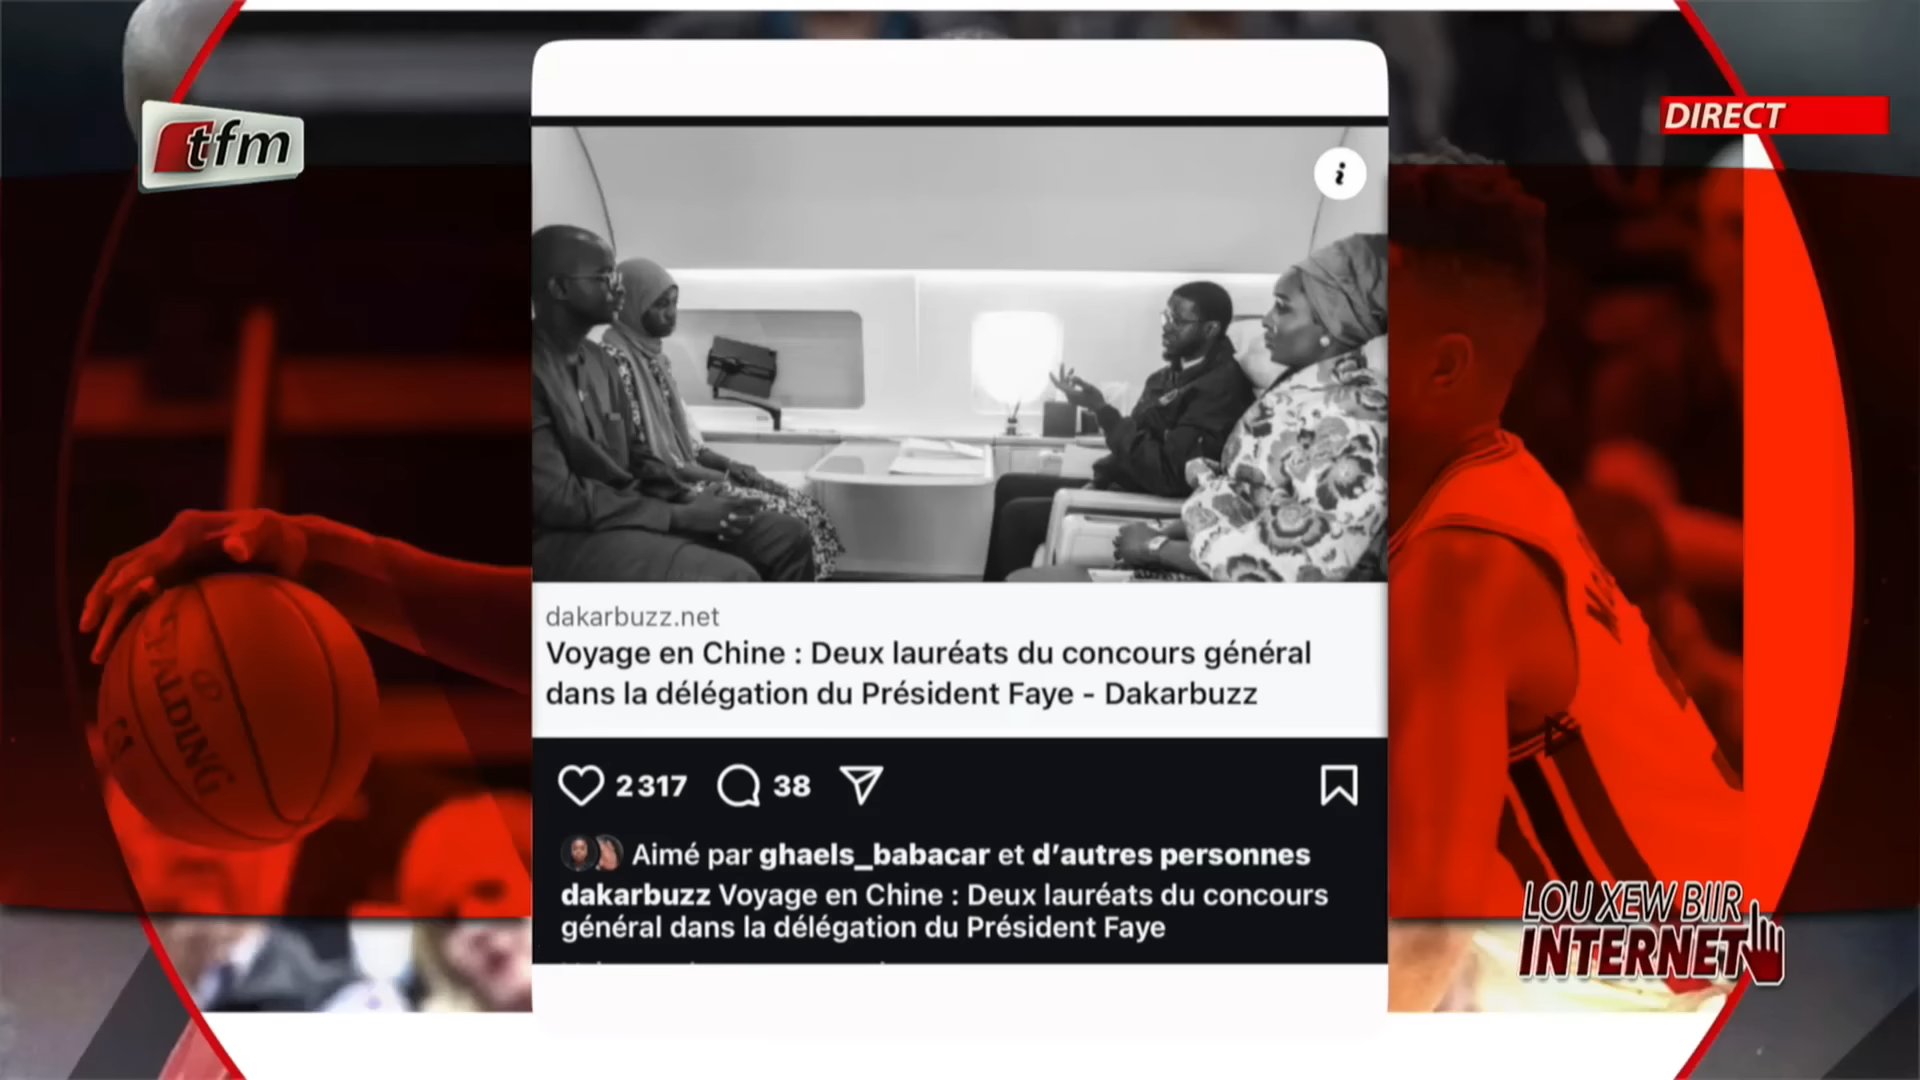 tfm
DIRECT
i
dakarbuzz.net
Voyage en Chine : Deux lauréats du concours général
dans la délégation du Président Faye - Dakarbuzz
2 317 38
Aimé par ghaels_babacar et d'autres personnes
dakarbuzz Voyage en Chine : Deux lauréats du concours
général dans la délégation du Président Faye
SPALDING
LOU XEW BIIR
INTERNET